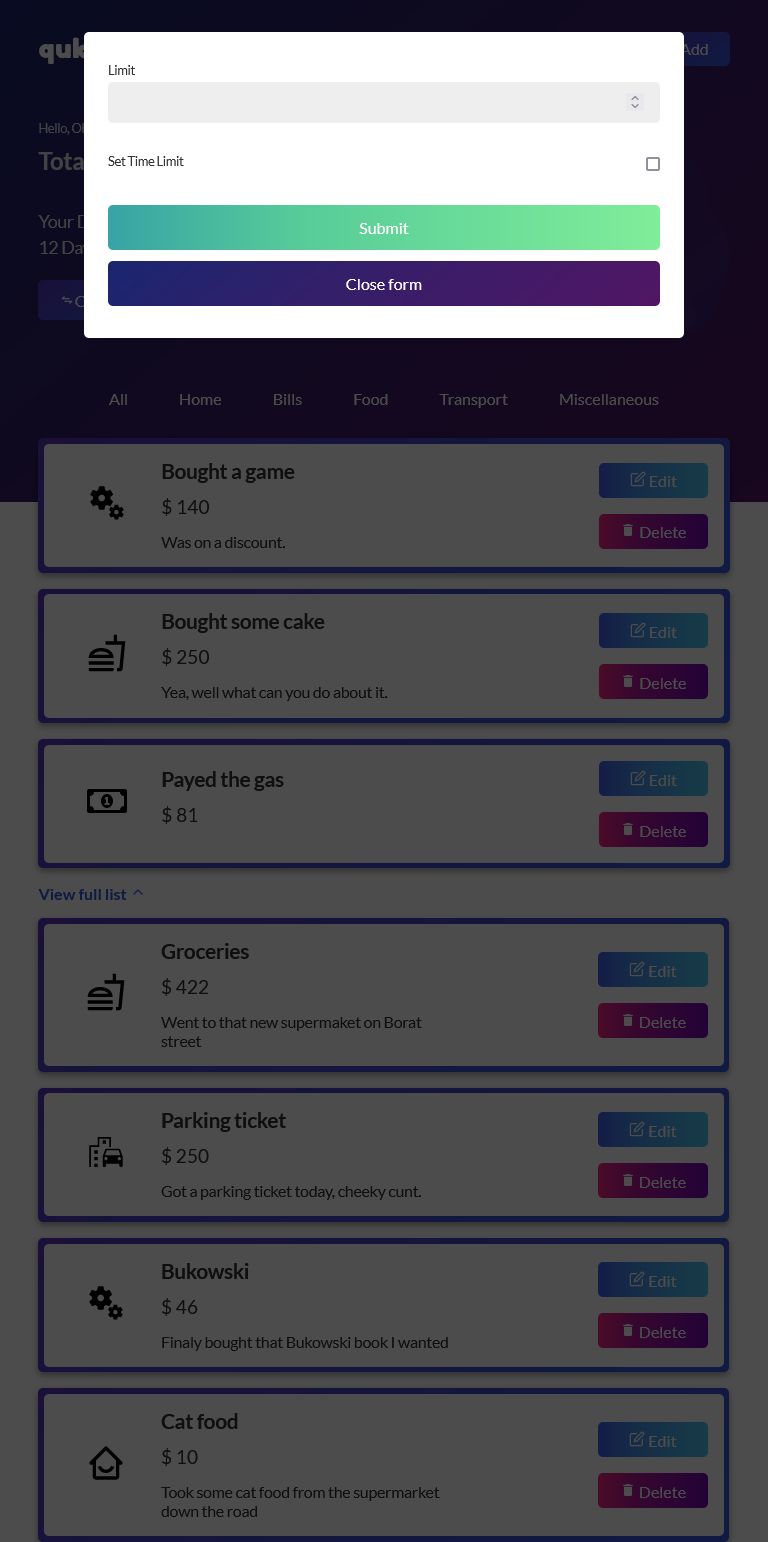 Add
Limit
Hello,
Set Time Limit
Your
12
Submit
Close form
All Home Bills Food Transport Miscellaneous
Bought a game
$ 140
Was on a discount.
Edit
Delete
Bought some cake
$ 250
Yea, well what can you do about it.
Edit
Delete
1
Payed the gas
$ 81
Edit
Delete
View full list
Groceries
$ 422
Went to that new supermaket on Borat
street
Edit
Delete
Parking ticket
$ 250
Got a parking ticket today, cheeky cunt.
Edit
Delete
Bukowski
$ 46
Finaly bought that Bukowski book I wanted
Edit
Delete
Cat food
$ 10
Took some cat food from the supermarket
down the road
Edit
Delete